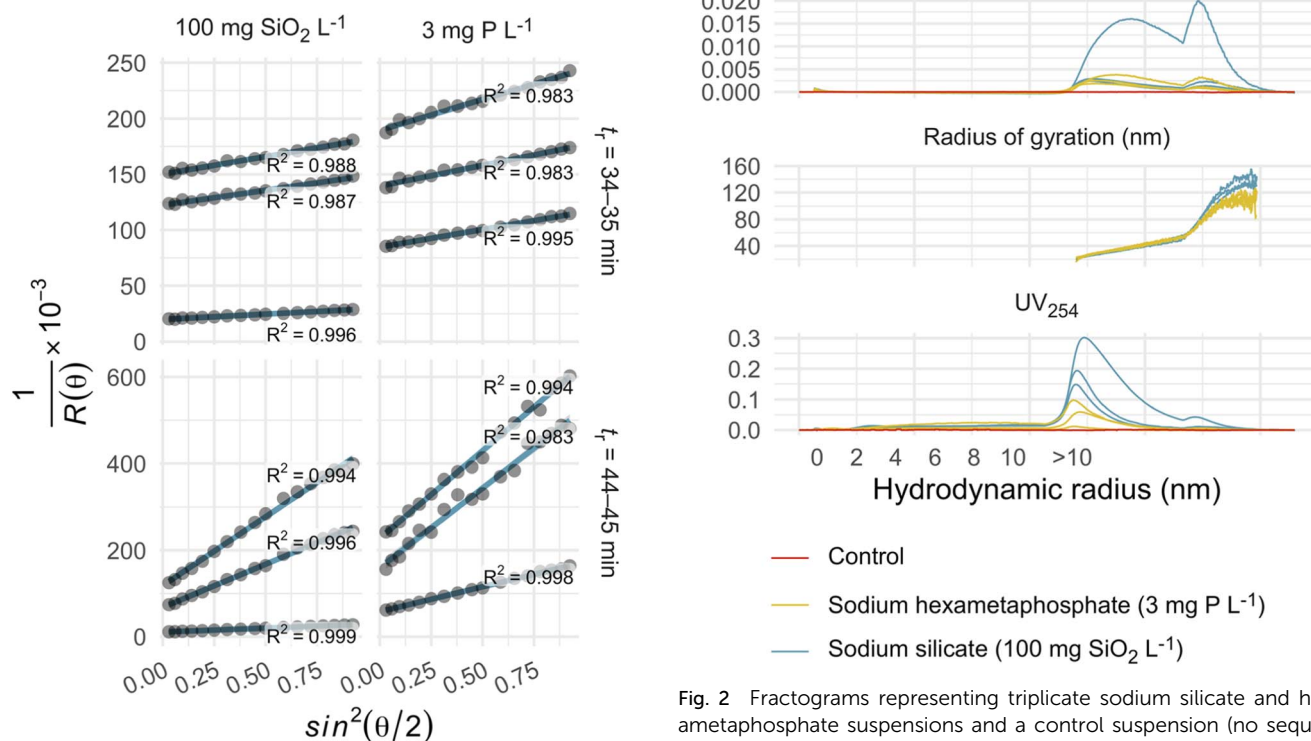 100 mg SiO2 L-1
3 mg P L-1
250
200
150
100
50
0
R2 = 0.988
R2 = 0.987
R2 = 0.996
R2 = 0.983
R2 = 0.983
R2 = 0.995
tr = 34–35 min
1
R(θ)
× 10−3
600
400
200
0
R2 = 0.994
R2 = 0.996
R2 = 0.999
R2 = 0.994
R2 = 0.983
R2 = 0.998
tr = 44–45 min
0.00
0.25
0.50
0.75
0.00
0.25
0.50
0.75
sin2(θ/2)
0.020
0.015
0.010
0.005
0.000
Radius of gyration (nm)
160
120
80
40
UV254
0.3
0.2
0.1
0.0
0 2 4 6 8 10 >10
Hydrodynamic radius (nm)
Control
Sodium hexametaphosphate (3 mg P L-1)
Sodium silicate (100 mg SiO2 L-1)
Fig. 2 Fractograms representing triplicate sodium silicate and h
ametaphosphate suspensions and a control suspension (no sequ